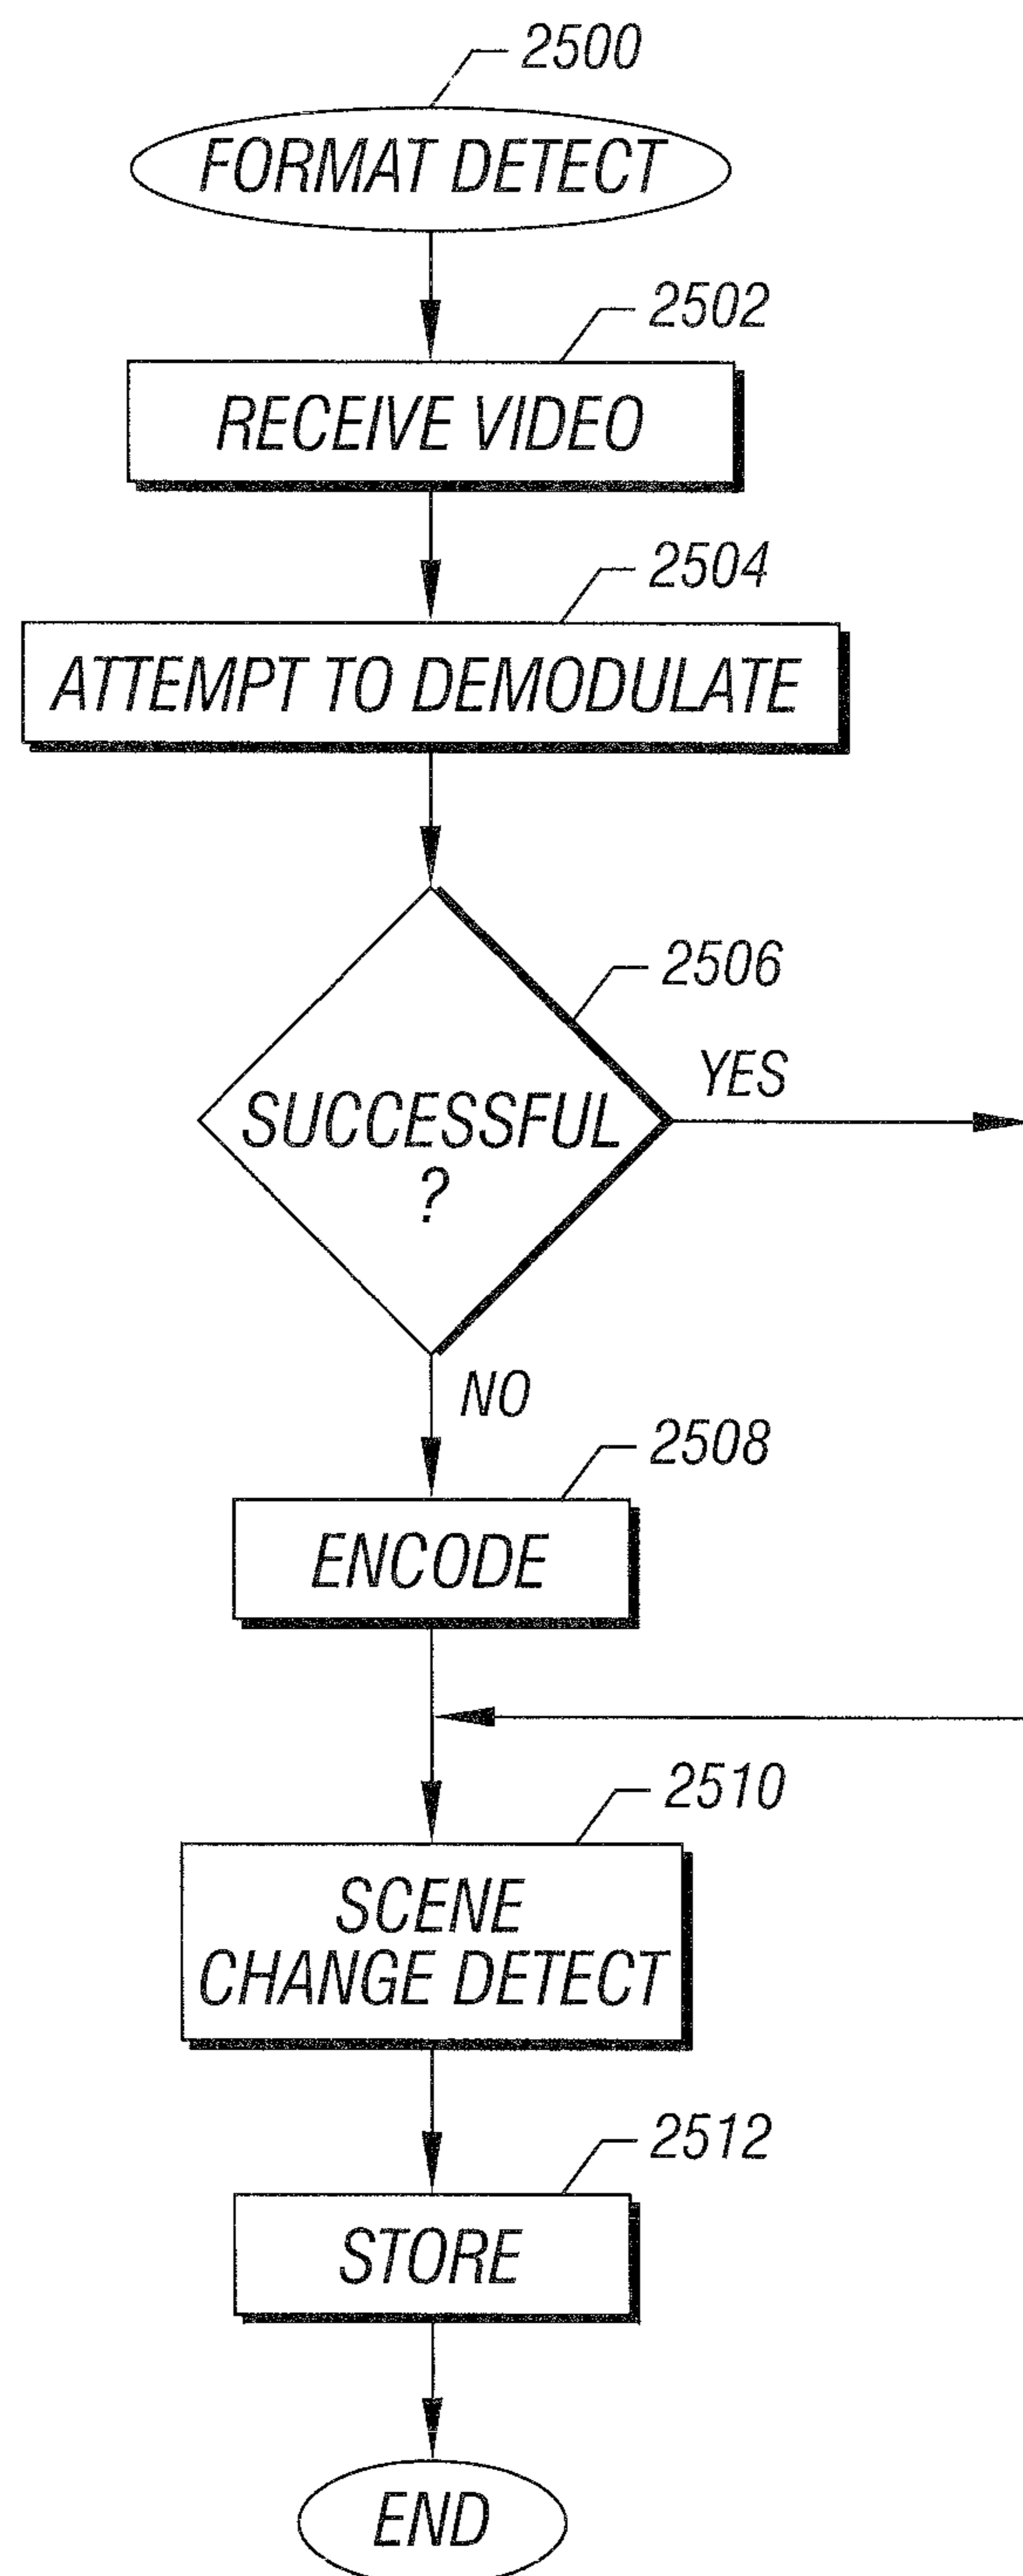 2500
FORMAT DETECT
2502
RECEIVE VIDEO
2504
ATTEMPT TO DEMODULATE
2506
YES
SUCCESSFUL
?
NO
2508
ENCODE
2510
SCENE
CHANGE DETECT
2512
STORE
END